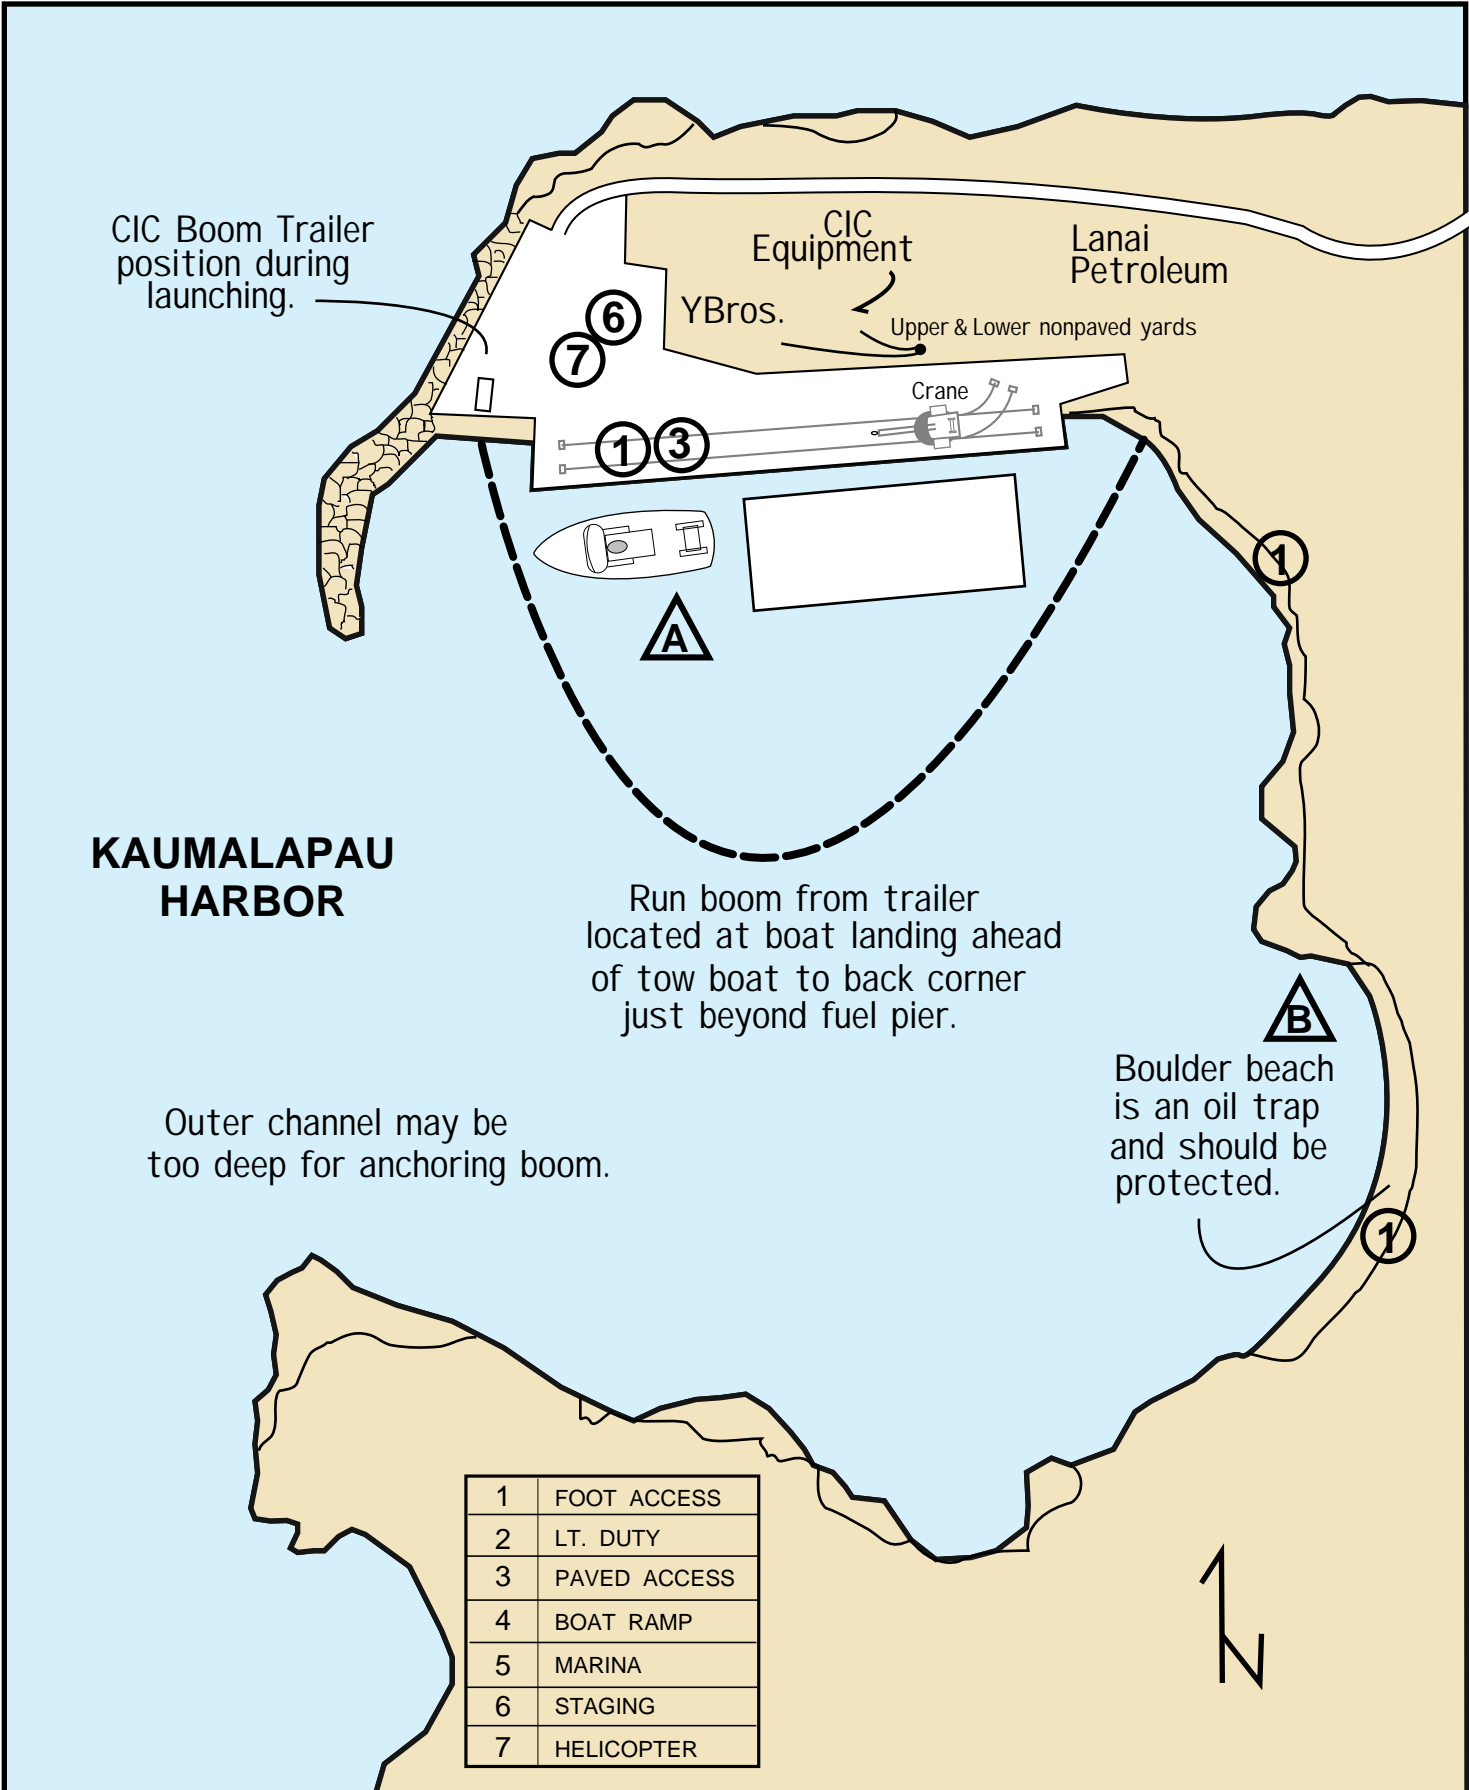 CIC Boom Trailer
position during
launching.
CIC
Equipment
Lanai
Petroleum
YBros.
Upper & Lower nonpaved yards
6
7
Crane
1
3
1
A
KAUMALAPAU
HARBOR
Run boom from trailer
located at boat landing ahead
of tow boat to back corner
just beyond fuel pier.
B
Boulder beach
is an oil trap
and should be
protected.
Outer channel may be
too deep for anchoring boom.
1
1 FOOT ACCESS
2 LT. DUTY
3 PAVED ACCESS
4 BOAT RAMP
5 MARINA
6 STAGING
7 HELICOPTER
N